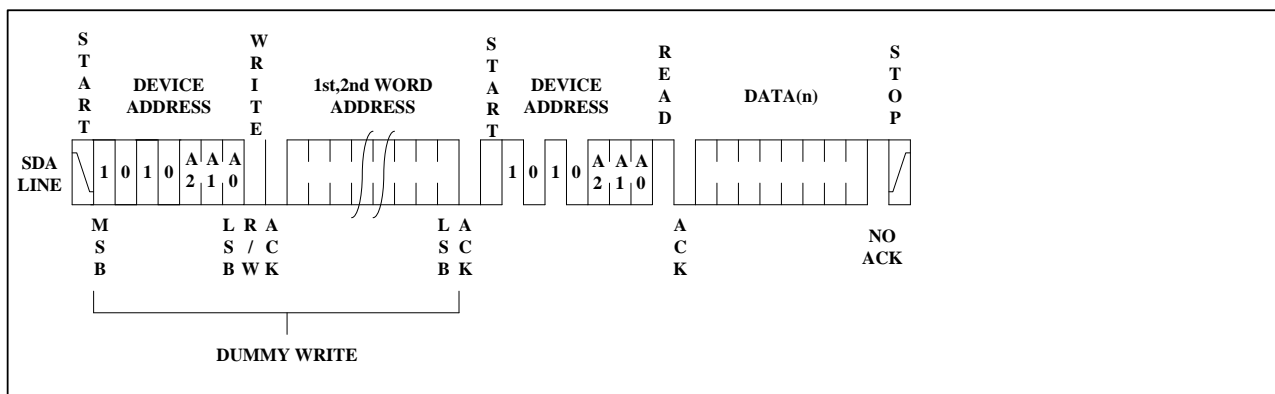 START
DEVICE
ADDRESS
WRITE
1st,2nd WORD
ADDRESS
START
DEVICE
ADDRESS
READ
DATA(n)
STOP
SDA
LINE
1 0 1 0 A2 A1 A0
1 0 1 0 A2 A1 A0
MSB
LSB
R/W
ACK
LSB
ACK
ACK
NO
ACK
DUMMY WRITE